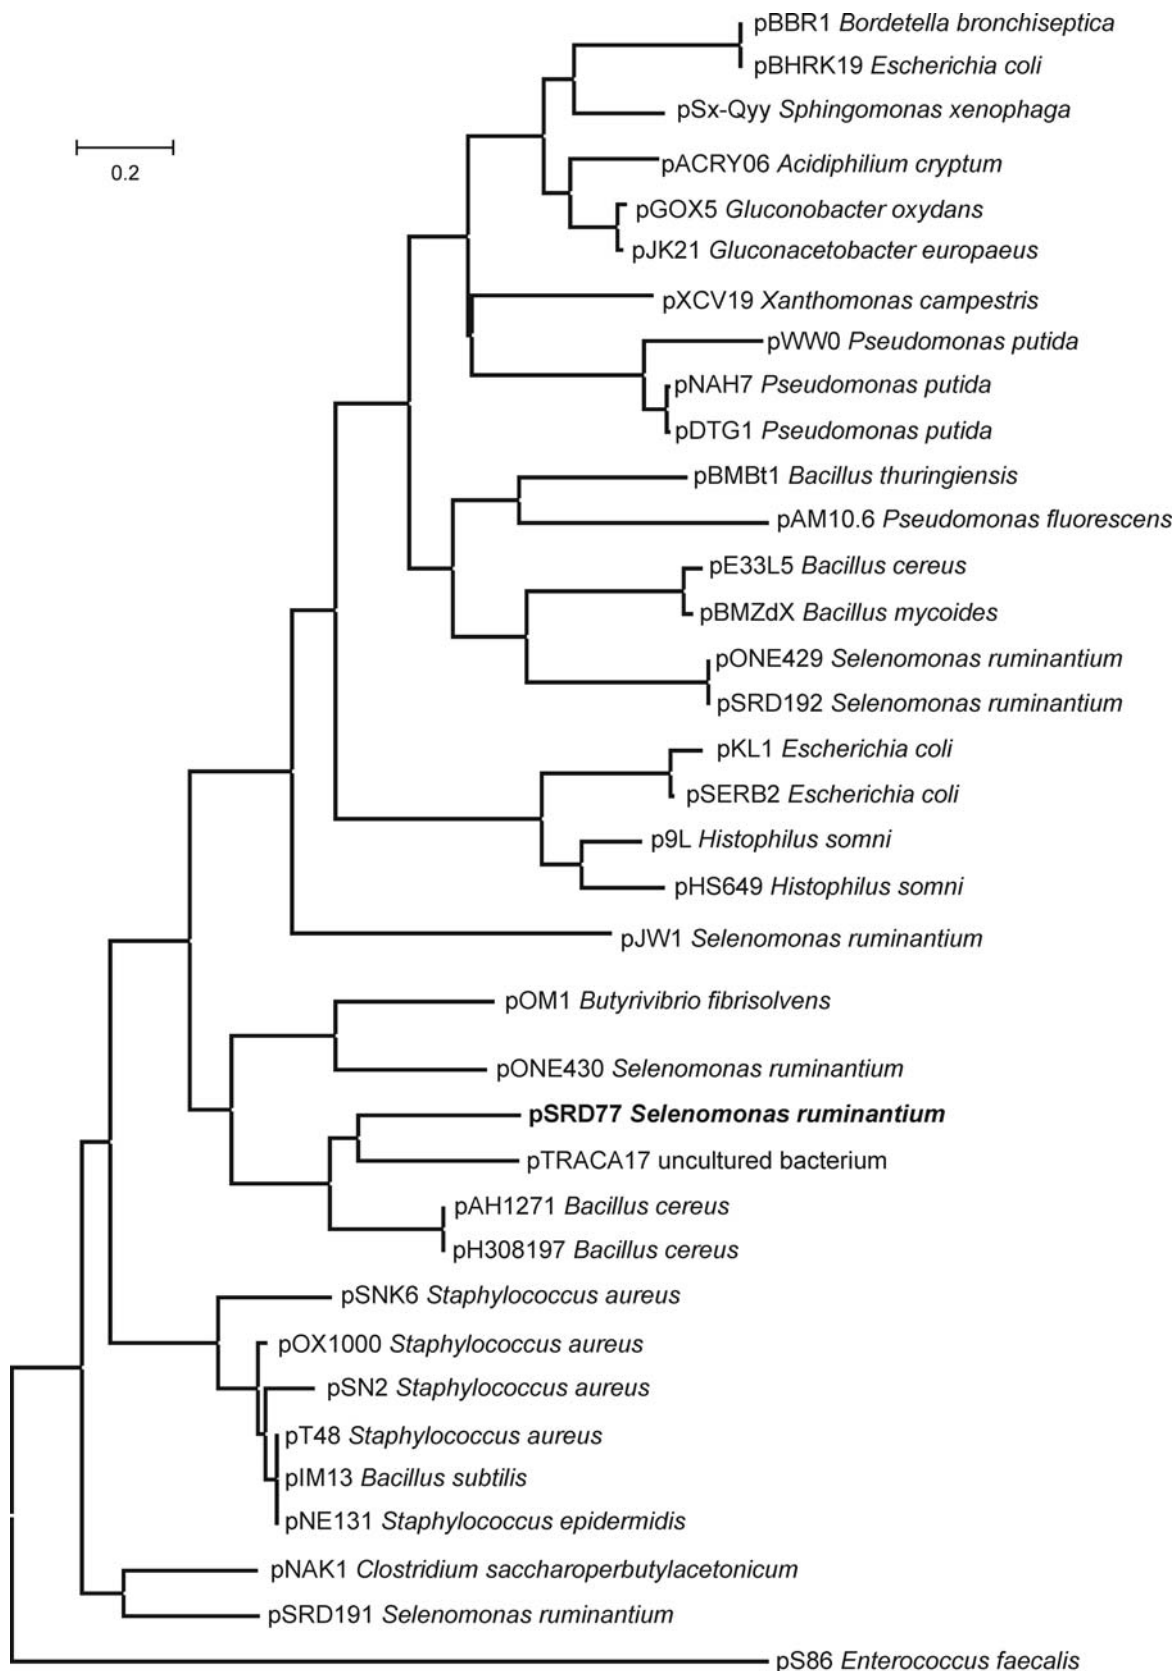 pBBR1 Bordetella bronchiseptica
pBHRK19 Escherichia coli
pSx-Qyy Sphingomonas xenophaga
0.2
pACRY06 Acidiphilium cryptum
pGOX5 Gluconobacter oxydans
pJK21 Gluconacetobacter europaeus
pXCV19 Xanthomonas campestris
pWW0 Pseudomonas putida
pNAH7 Pseudomonas putida
pDTG1 Pseudomonas putida
pBMBt1 Bacillus thuringiensis
pAM10.6 Pseudomonas fluorescens
pE33L5 Bacillus cereus
pBMZdX Bacillus mycoides
pONE429 Selenomonas ruminantium
pSRD192 Selenomonas ruminantium
pKL1 Escherichia coli
pSERB2 Escherichia coli
p9L Histophilus somni
pHS649 Histophilus somni
pJW1 Selenomonas ruminantium
pOM1 Butyrivibrio fibrisolvens
pONE430 Selenomonas ruminantium
pSRD77 Selenomonas ruminantium
pTRACA17 uncultured bacterium
pAH1271 Bacillus cereus
pH308197 Bacillus cereus
pSNK6 Staphylococcus aureus
pOX1000 Staphylococcus aureus
pSN2 Staphylococcus aureus
pT48 Staphylococcus aureus
pIM13 Bacillus subtilis
pNE131 Staphylococcus epidermidis
pNAK1 Clostridium saccharoperbutylacetonicum
pSRD191 Selenomonas ruminantium
pS86 Enterococcus faecalis